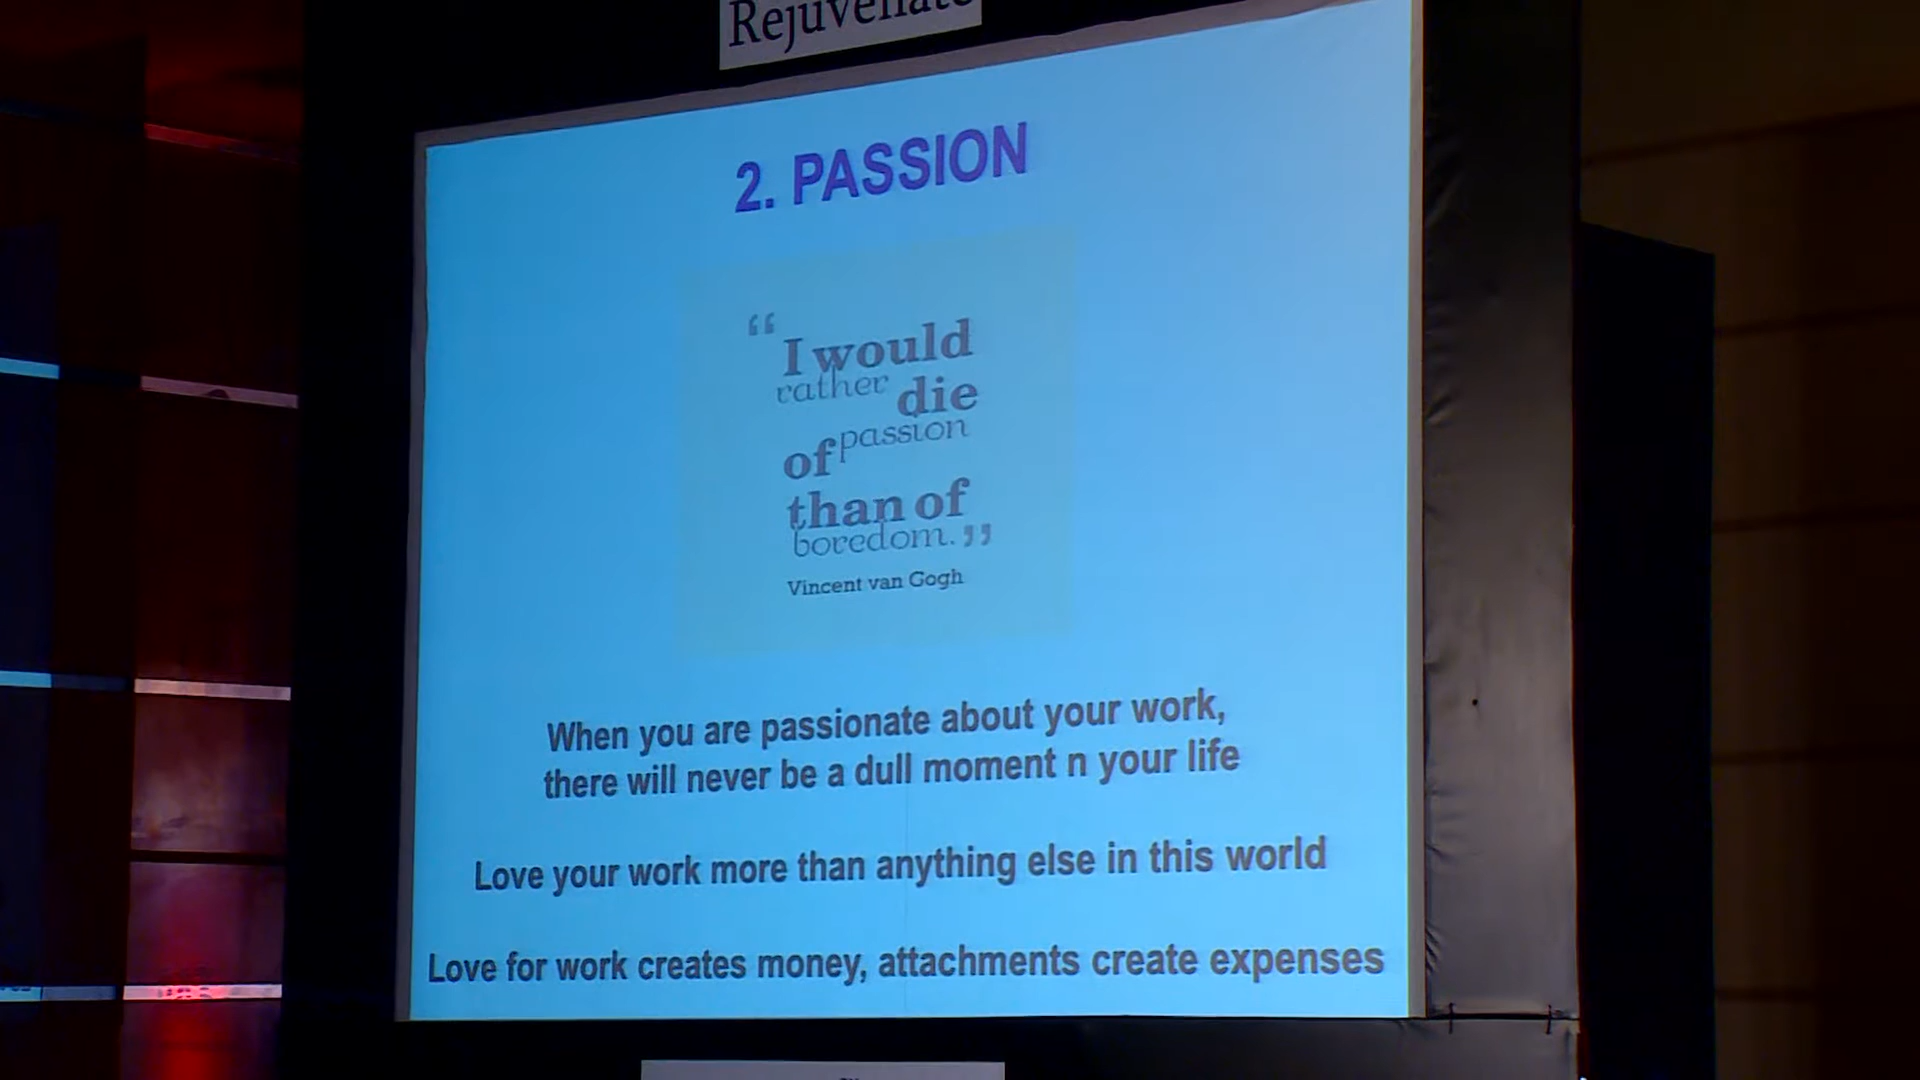 Rejuvenate
2. PASSION
“ I would
rather die
of passion
than of
boredom. ”
Vincent van Gogh
When you are passionate about your work,
there will never be a dull moment n your life
Love your work more than anything else in this world
Love for work creates money, attachments create expenses